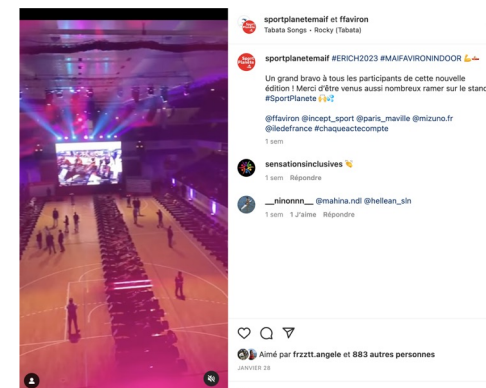 sportplanetemaif et ffaviron
Tabata Songs • Rocky (Tabata)
sportplanetemaif #ERICH2023 #MAIFAVIRONINDOOR 💪🚣
Un grand bravo à tous les participants de cette nouvelle
édition ! Merci d'être venus aussi nombreux ramer sur le stand
#SportPlanete 🙌💦
@ffaviron @incept_sport @paris_maville @mizuno.fr
@iledefrance #chaqueactecompte
1 sem
sensationsinclusives 👏
1 sem Répondre
__ninonnn__ @mahina.ndl @hellean_sln
1 sem 1 J'aime Répondre
Aimé par frzztt.angele et 883 autres personnes
JANVIER 28